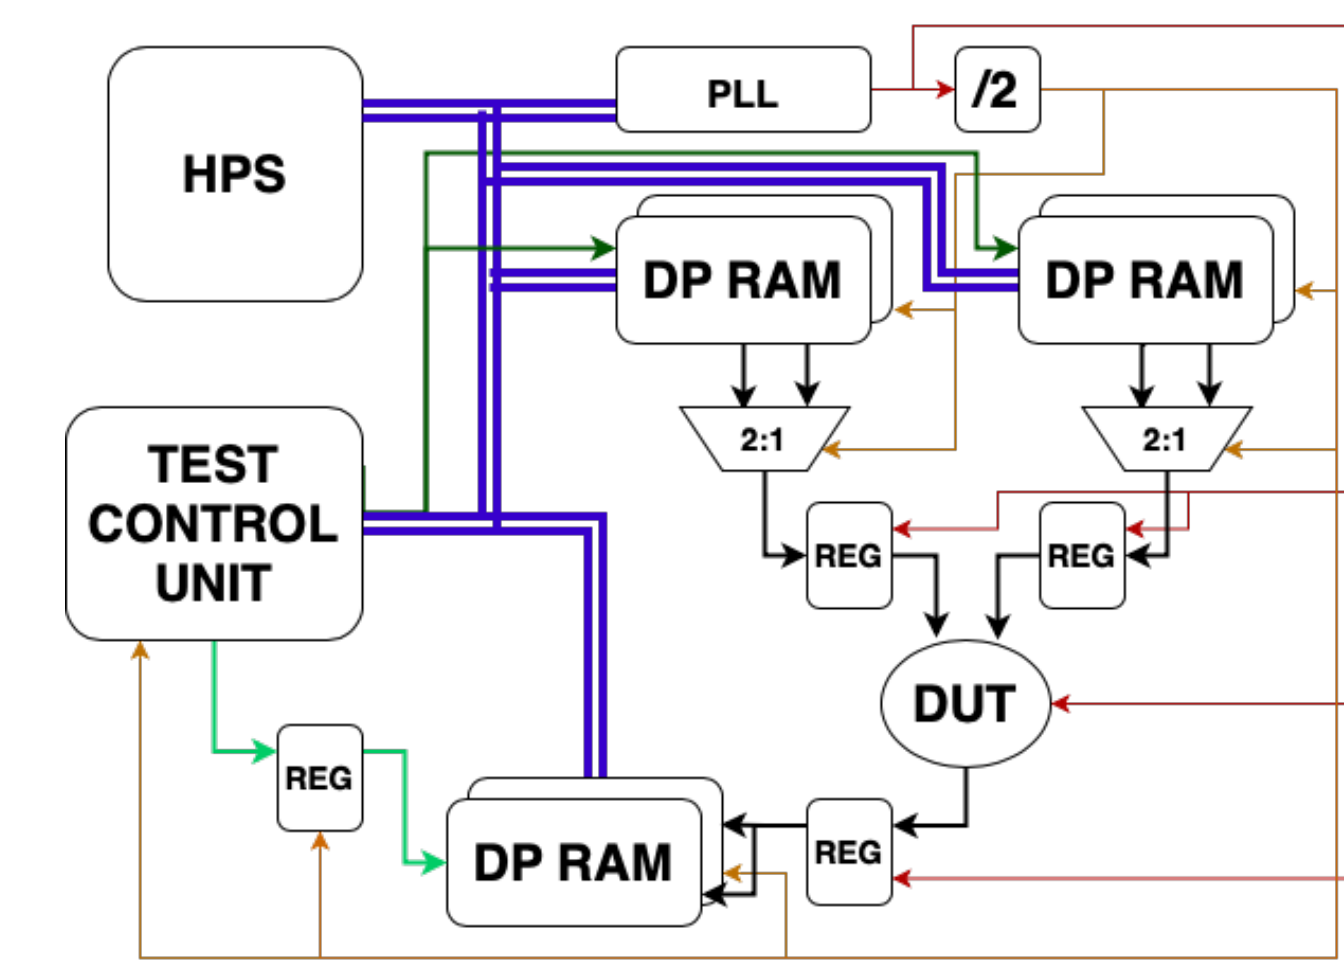 PLL
/2
HPS
DP RAM
DP RAM
2:1
2:1
TEST
CONTROL
UNIT
REG
REG
DUT
REG
DP RAM
REG